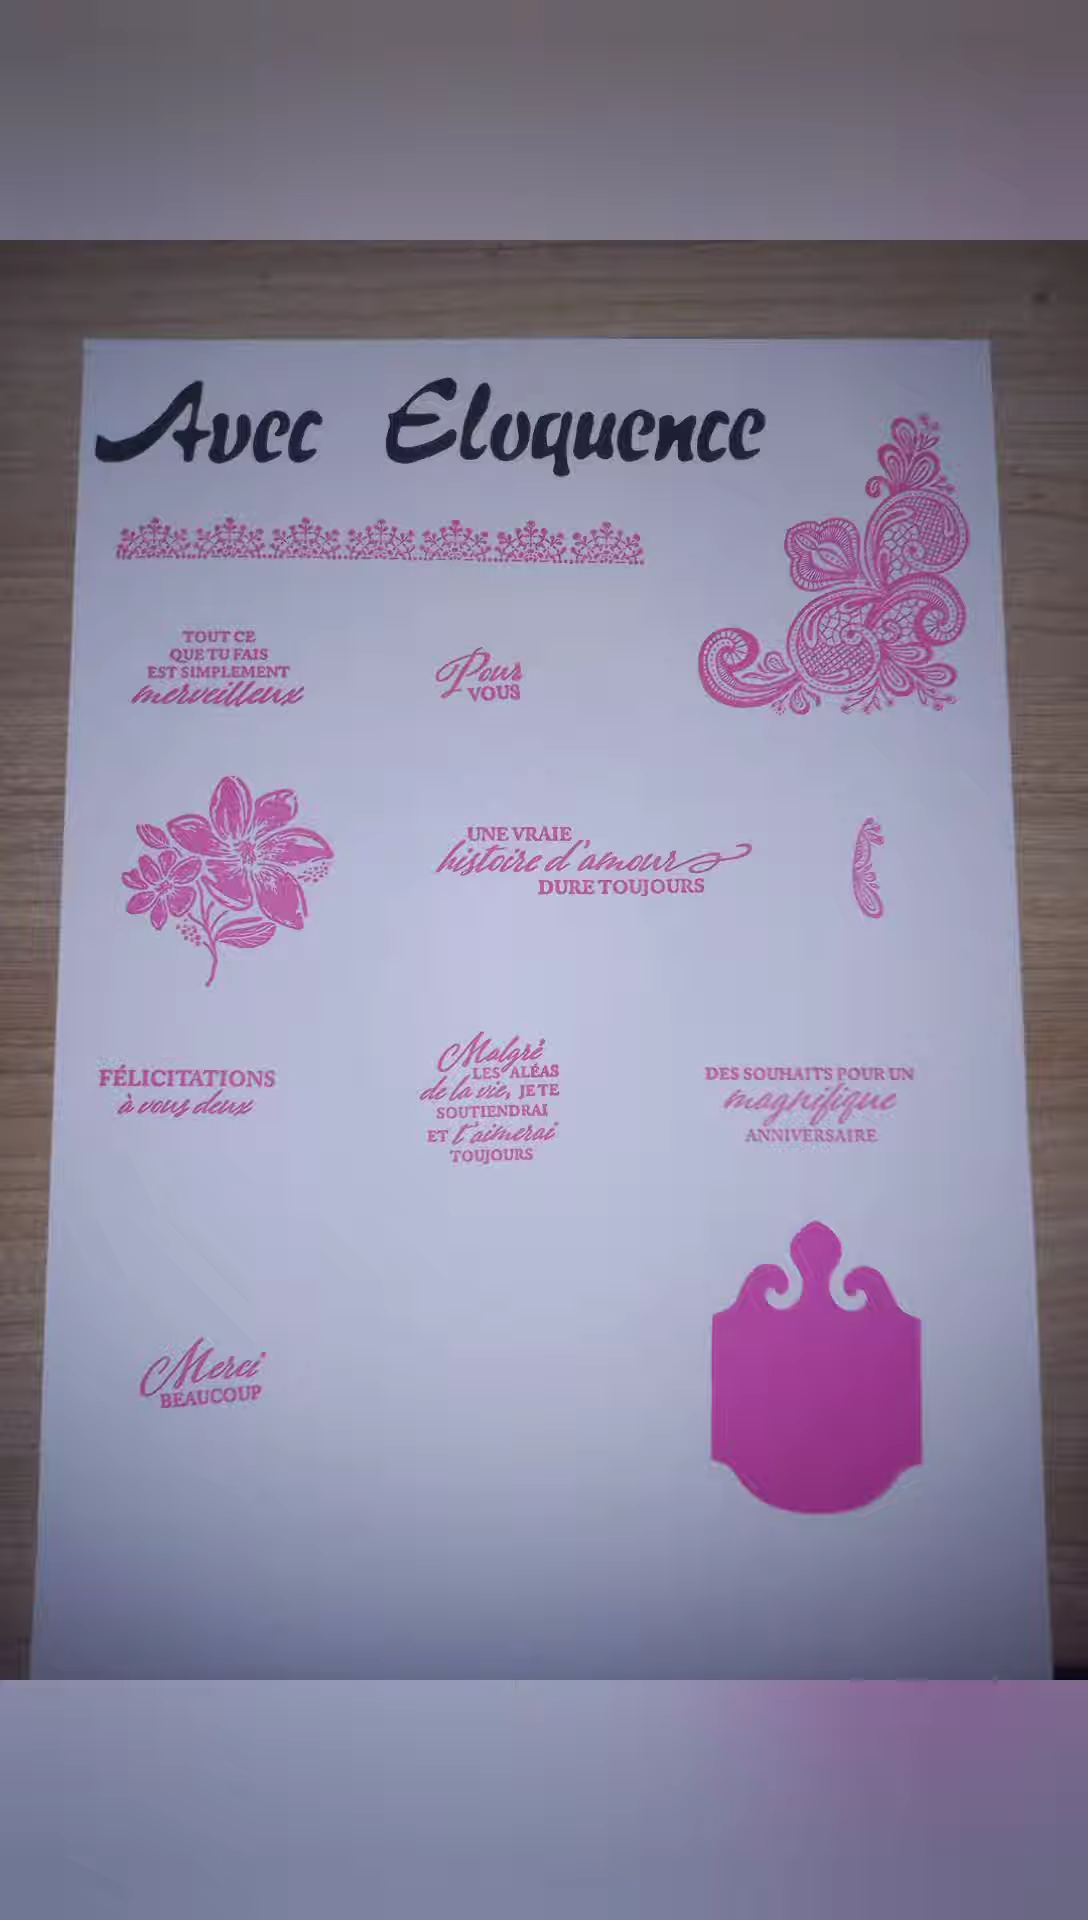 Avec Eloquence
TOUT CE
QUE TU FAIS
EST SIMPLEMENT
merveilleux
Pour
VOUS
UNE VRAIE
histoire d'amour
DURE TOUJOURS
FÉLICITATIONS
à vous deux
Malgré
LES ALÉAS
de la vie, JE TE
SOUTIENDRAI
ET t'aimerai
TOUJOURS
DES SOUHAITS POUR UN
magnifique
ANNIVERSAIRE
Merci
BEAUCOUP